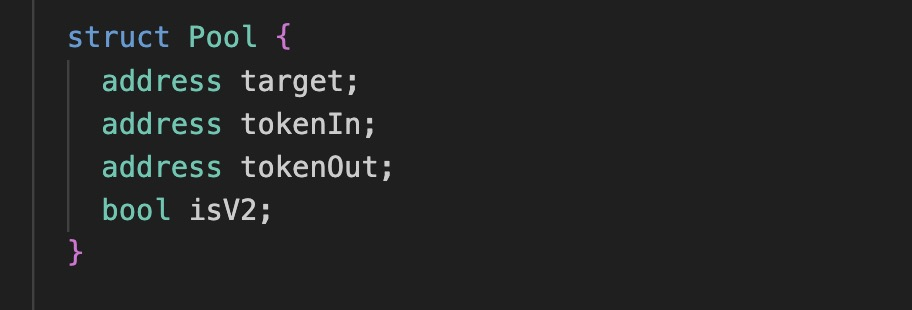 struct Pool {
  address target;
  address tokenIn;
  address tokenOut;
  bool isV2;
}